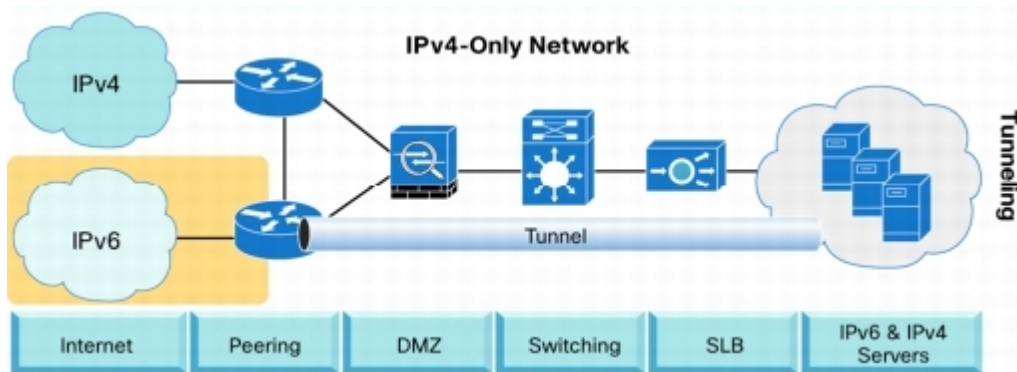 IPv4-Only Network
IPv4
IPv6
Tunnel
Tunneling
Internet
Peering
DMZ
Switching
SLB
IPv6 & IPv4
Servers